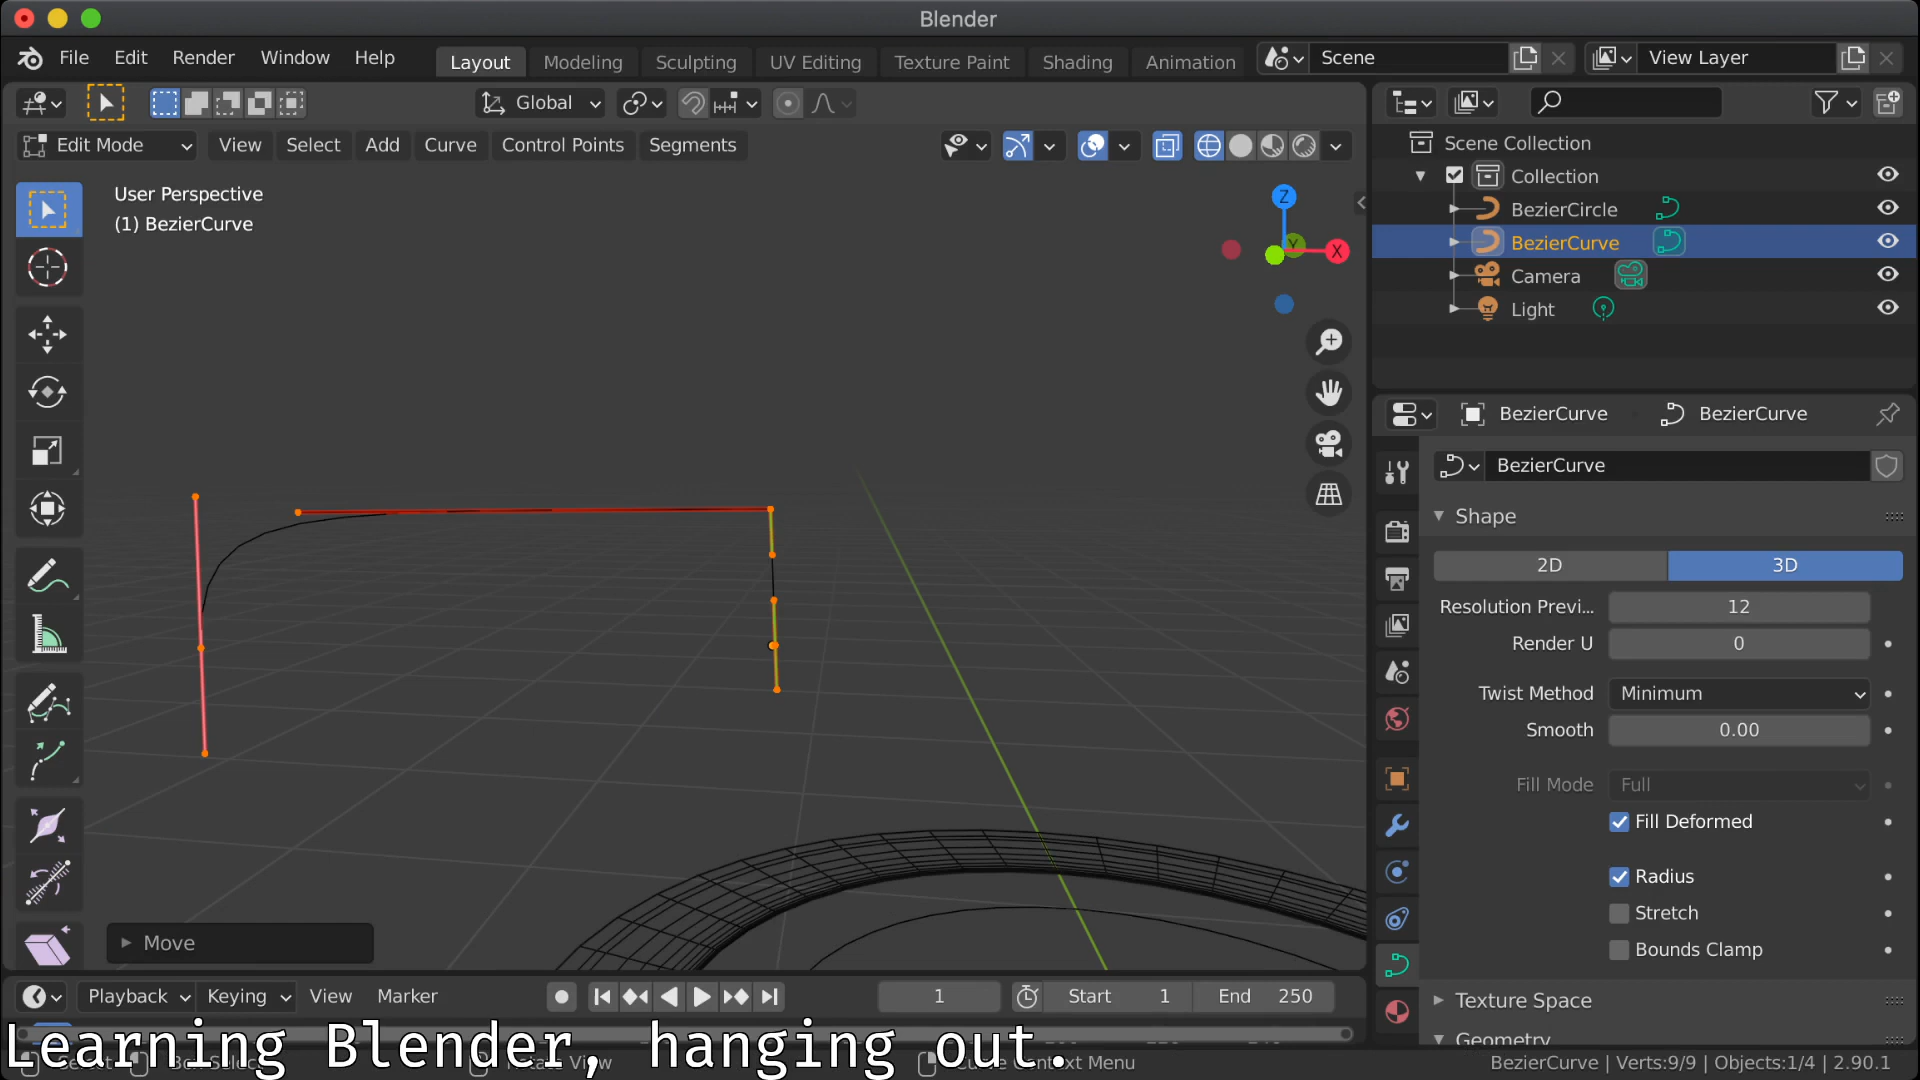 Blender
File Edit Render Window Help
Layout Modeling Sculpting UV Editing Texture Paint Shading Animation
Scene
View Layer
Global
Edit Mode View Select Add Curve Control Points Segments
User Perspective
(1) BezierCurve
Z
Y
X
Scene Collection
Collection
BezierCircle
BezierCurve
Camera
Light
BezierCurve BezierCurve
BezierCurve
Shape
2D 3D
Resolution Previ... 12
Render U 0
Twist Method Minimum
Smooth 0.00
Fill Mode Full
Fill Deformed
Radius
Stretch
Bounds Clamp
Texture Space
Geometry
Move
Playback Keying View Marker
1
Start 1 End 250
Learning Blender, hanging out.
Context Menu
BezierCurve | Verts:9/9 | Objects:1/4 | 2.90.1